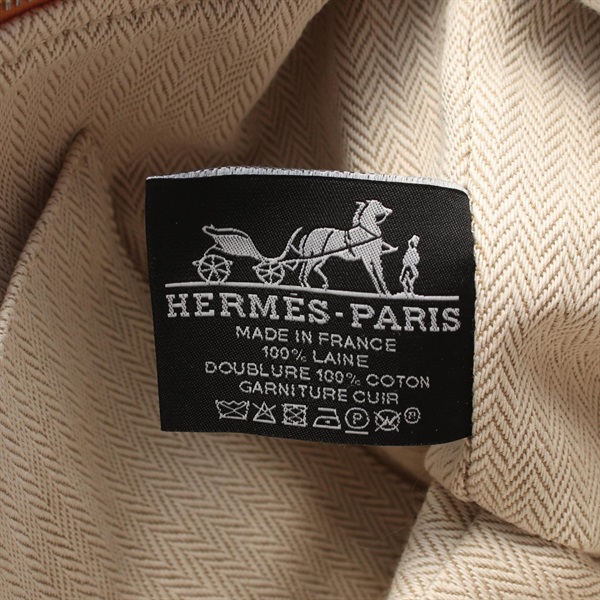 HERMÈS-PARIS
MADE IN FRANCE
100% LAINE
DOUBLURE 100% COTON
GARNITURE CUIR
P W R